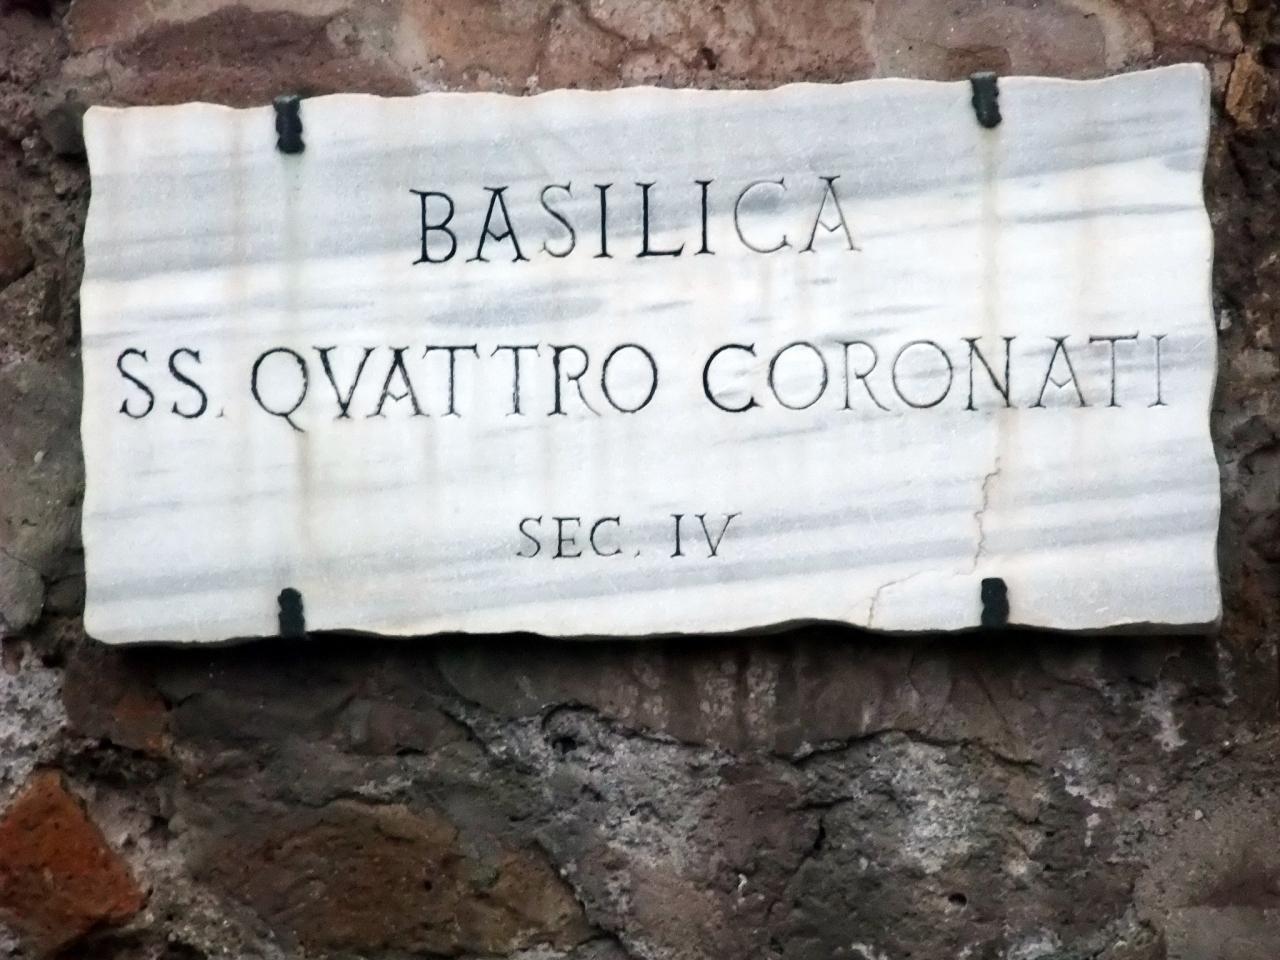 BASILICA
SS. QVATTRO CORONATI
SEC. IV